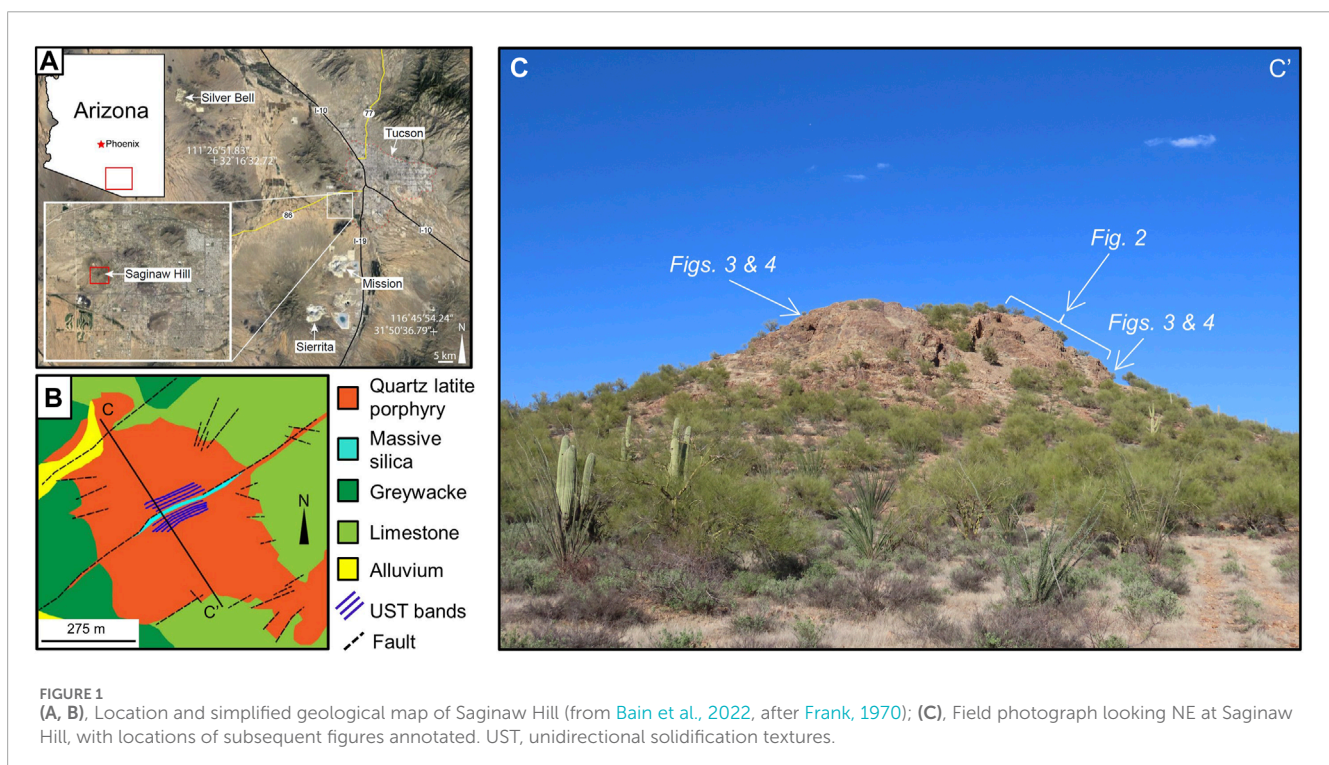 A
Arizona
Phoenix
Silver Bell
I-10
77
Tucson
111°26'51.83"
32°16'32.72"
86
I-19
I-10
Saginaw Hill
Mission
116°45'54.24"
31°50'36.79"
Sierrita
N
5 km
B
C
N
C'
275 m
Quartz latite
porphyry
Massive
silica
Greywacke
Limestone
Alluvium
UST bands
Fault
C
C'
Figs. 3 & 4
Fig. 2
Figs. 3 & 4
FIGURE 1
(A, B), Location and simplified geological map of Saginaw Hill (from Bain et al., 2022, after Frank, 1970); (C), Field photograph looking NE at Saginaw
Hill, with locations of subsequent figures annotated. UST, unidirectional solidification textures.